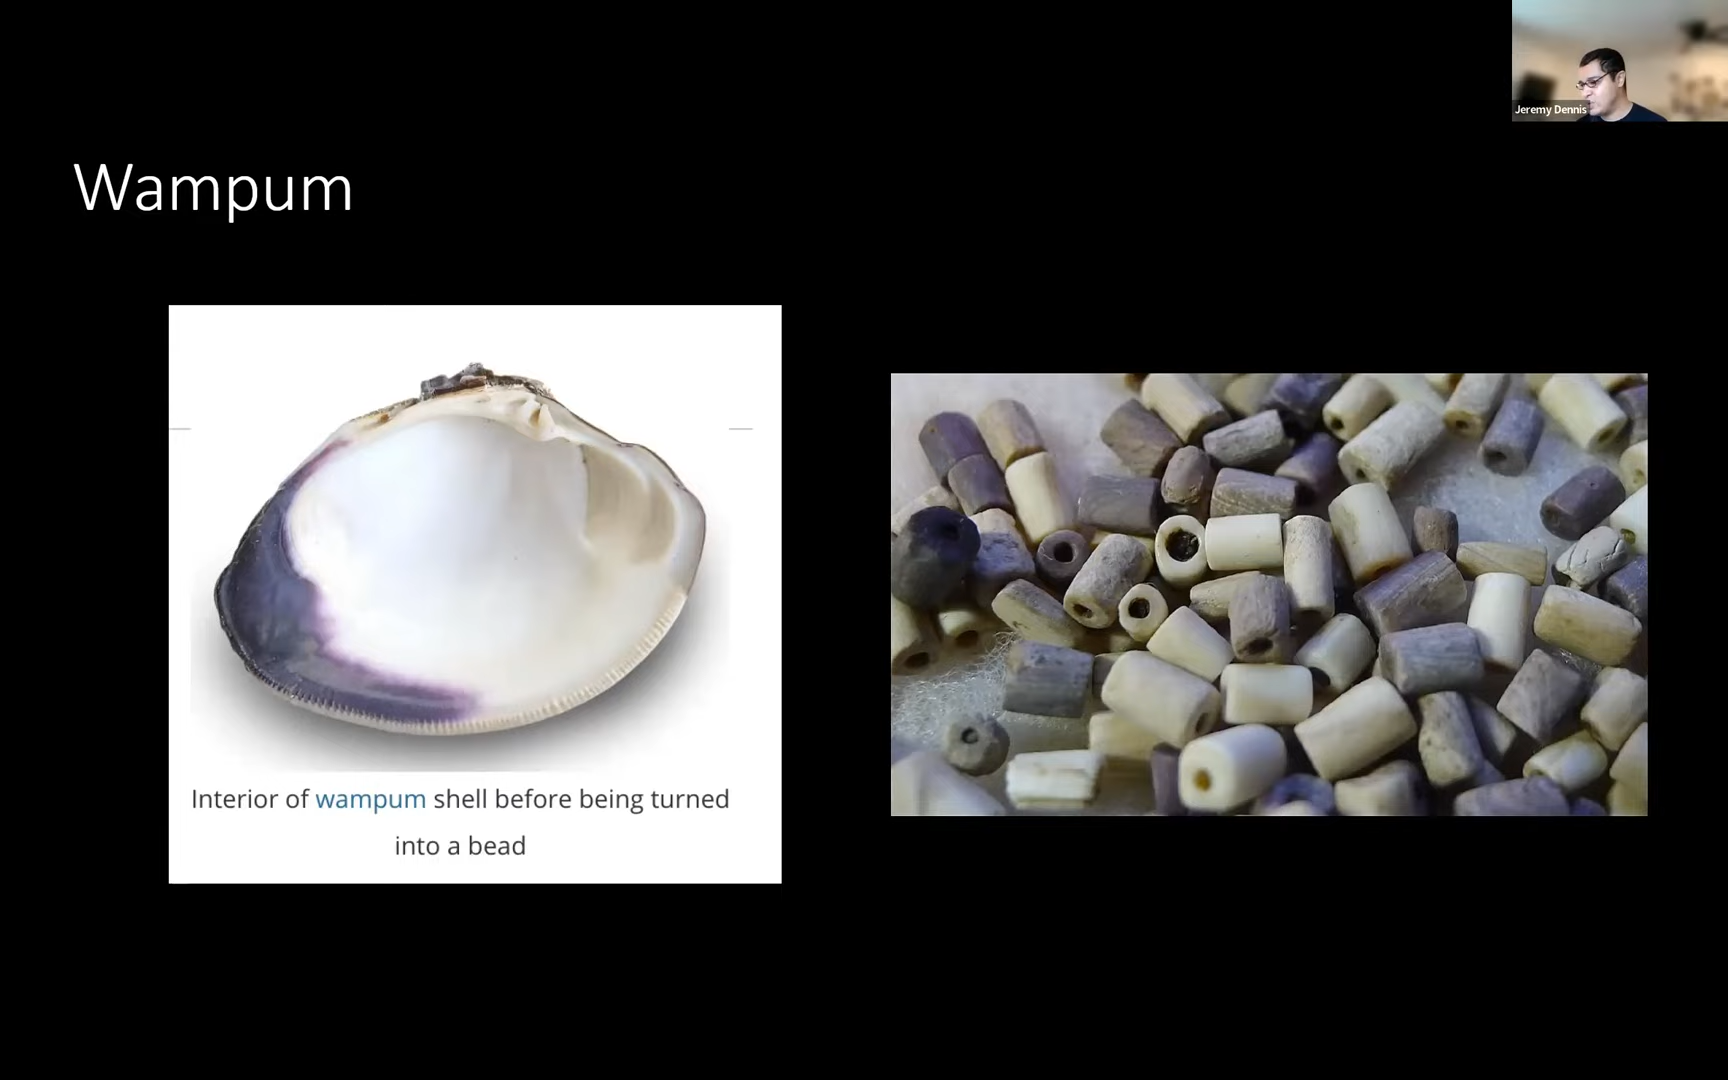 Jeremy Dennis
Wampum
Interior of wampum shell before being turned
into a bead